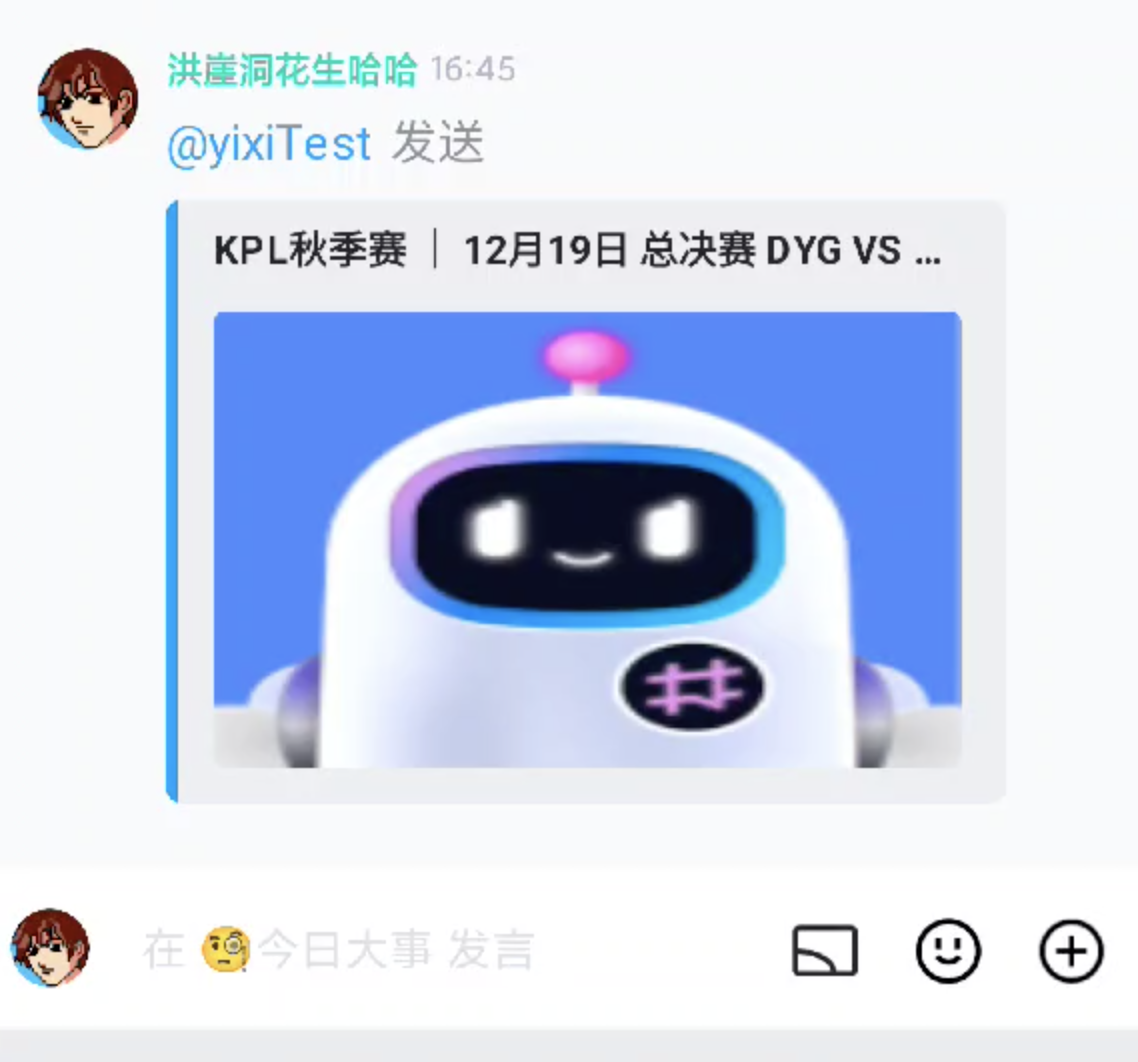 洪崖洞花生哈哈 16:45
@yixiTest 发送
KPL秋季赛｜12月19日 总决赛 DYG VS ...
#
在 🧐今日大事 发言